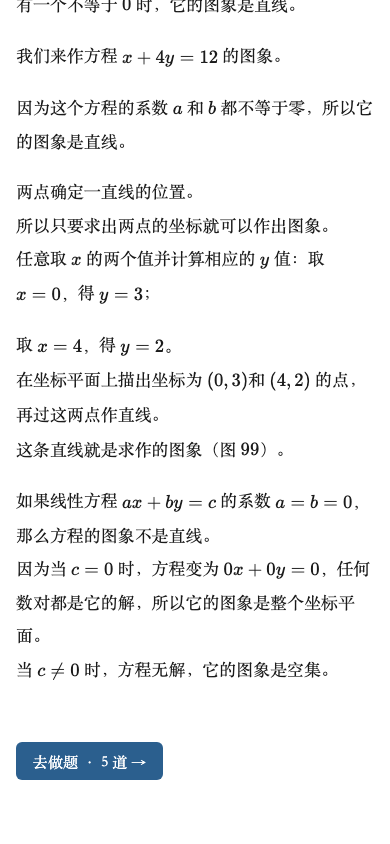 有一个不等于 0 时，它的图象是直线。
我们来作方程 x + 4y = 12 的图象。
因为这个方程的系数 a 和 b 都不等于零，所以它
的图象是直线。
两点确定一直线的位置。
所以只要求出两点的坐标就可以作出图象。
任意取 x 的两个值并计算相应的 y 值：取
x = 0，得 y = 3；
取 x = 4，得 y = 2。
在坐标平面上描出坐标为 (0, 3)和 (4, 2) 的点，
再过这两点作直线。
这条直线就是求作的图象（图 99）。
如果线性方程 ax + by = c 的系数 a = b = 0，
那么方程的图象不是直线。
因为当 c = 0 时，方程变为 0x + 0y = 0，任何
数对都是它的解，所以它的图象是整个坐标平
面。
当 c ≠ 0 时，方程无解，它的图象是空集。
去做题 · 5 道 →